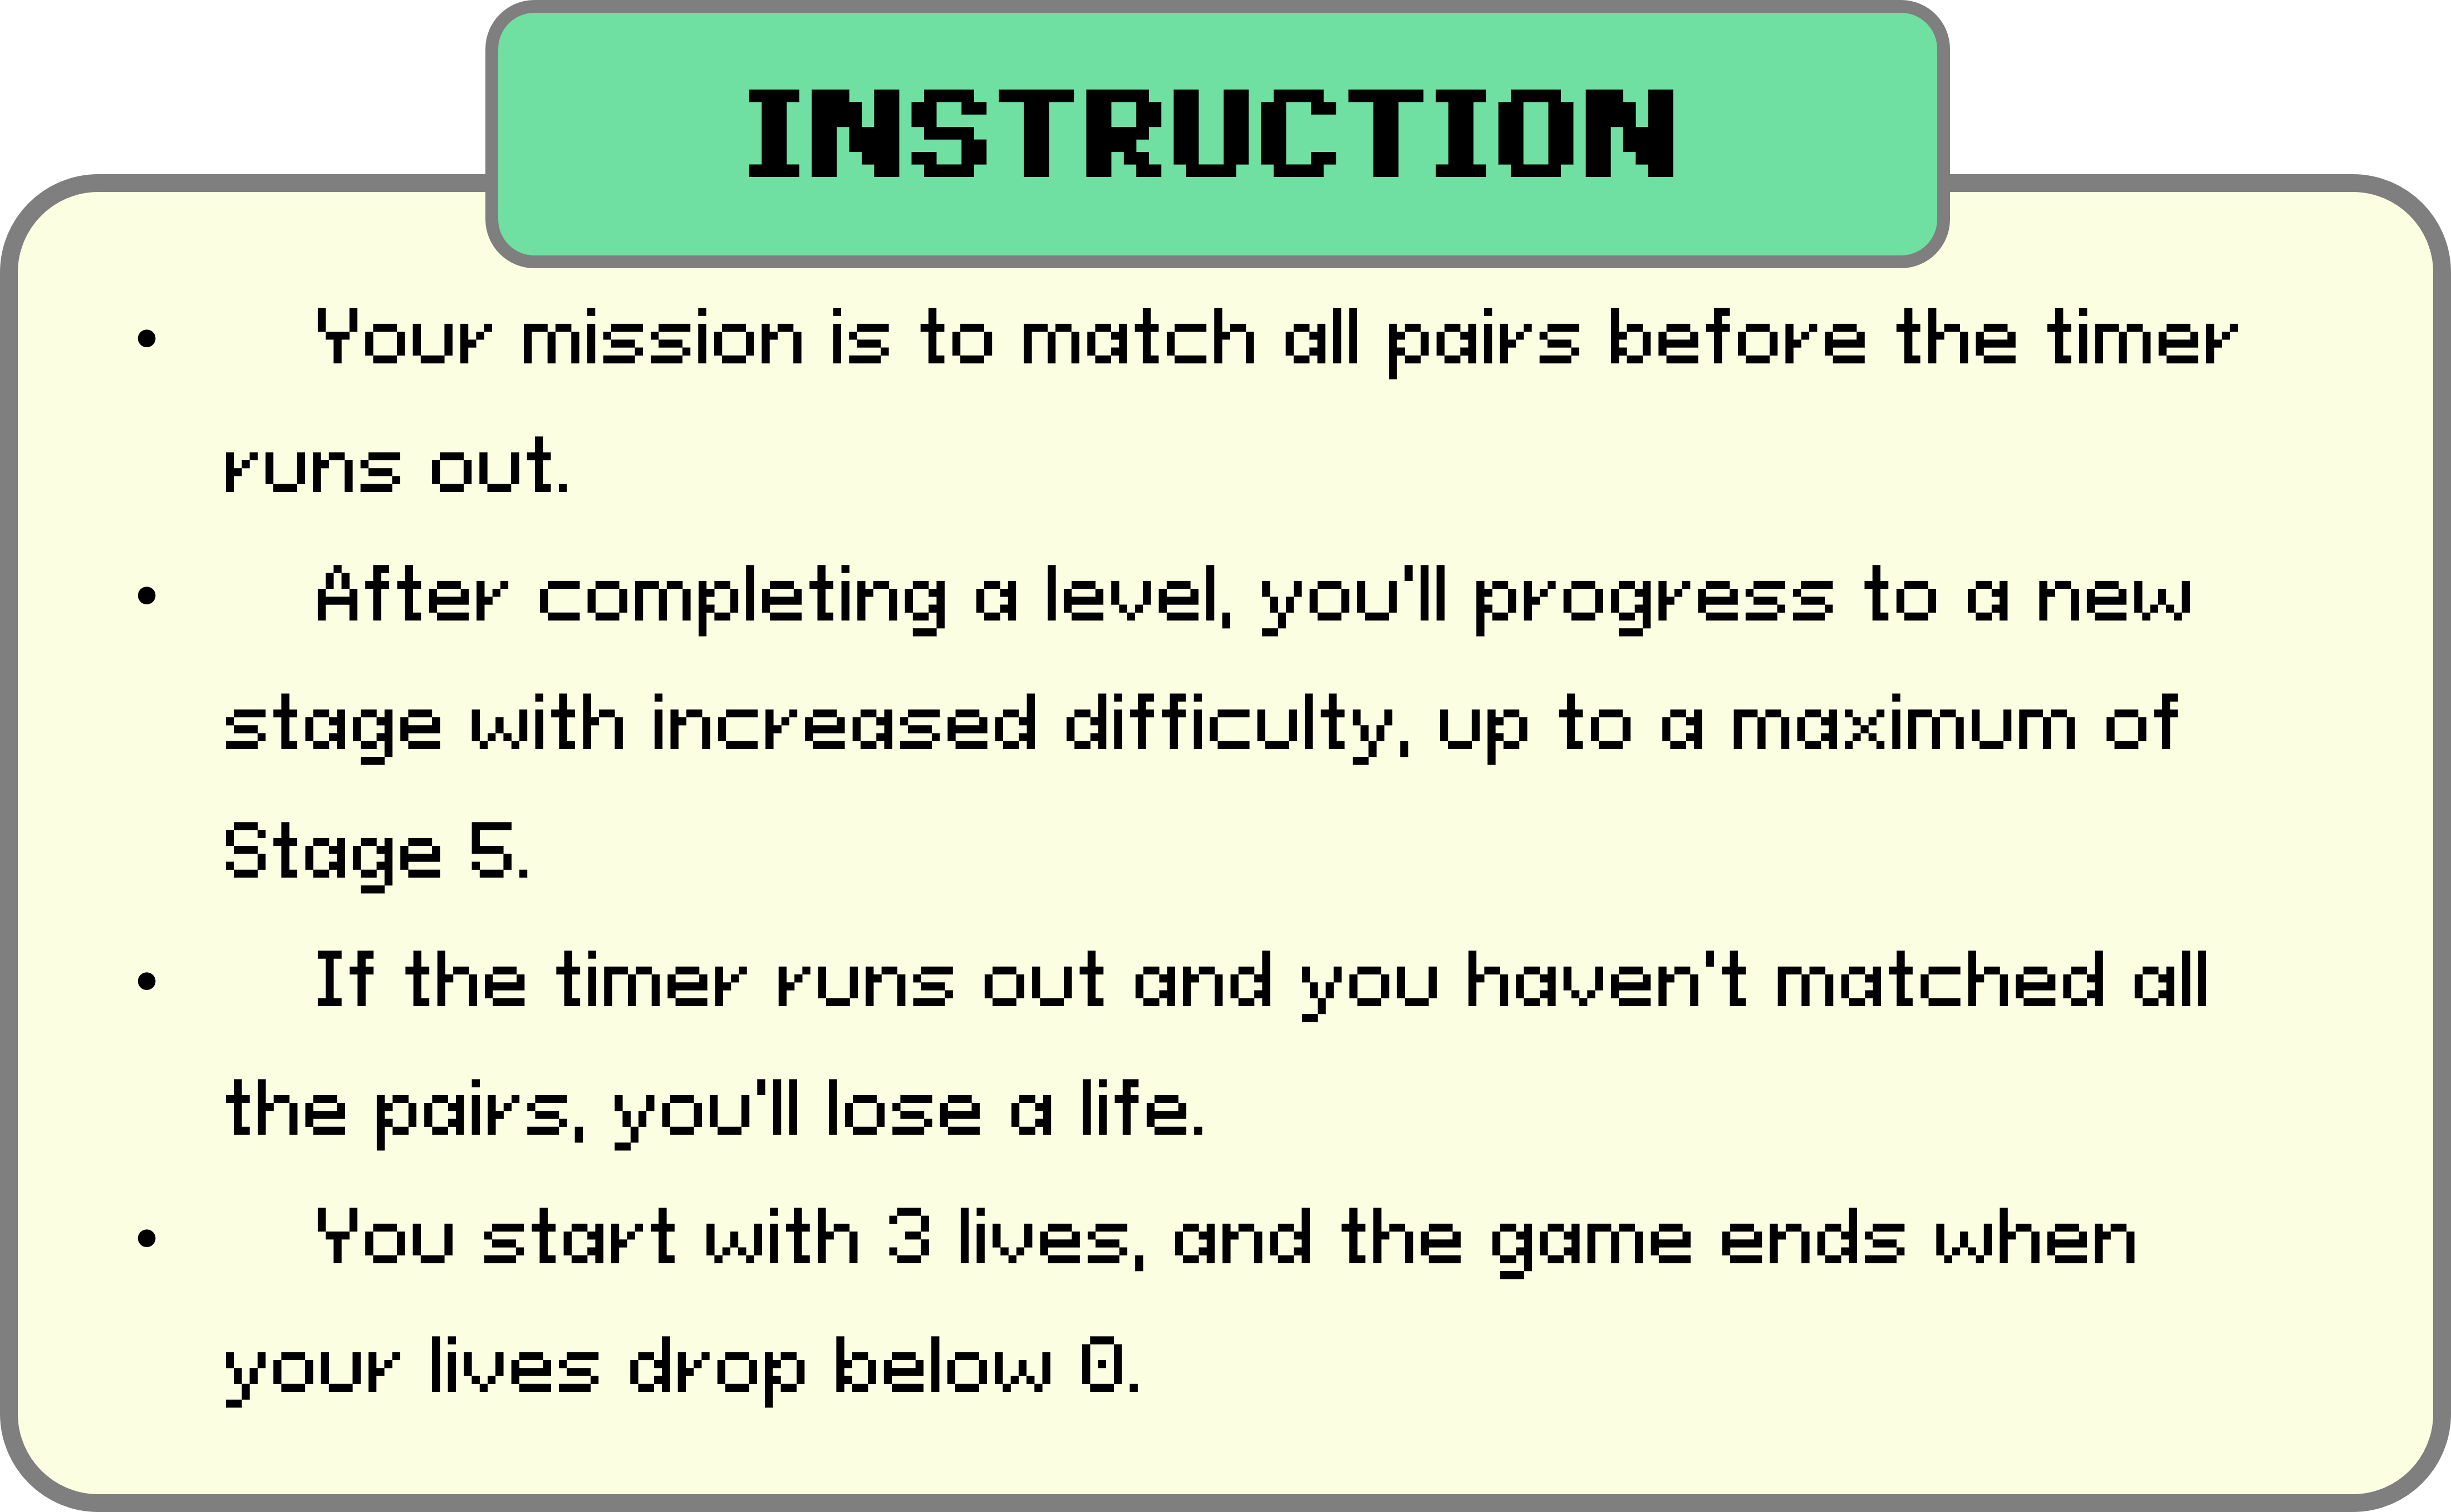 INSTRUCTION
• Your mission is to match all pairs before the timer
runs out.
• After completing a level, you'll progress to a new
stage with increased difficulty, up to a maximum of
Stage 5.
• If the timer runs out and you haven't matched all
the pairs, you'll lose a life.
• You start with 3 lives, and the game ends when
your lives drop below 0.